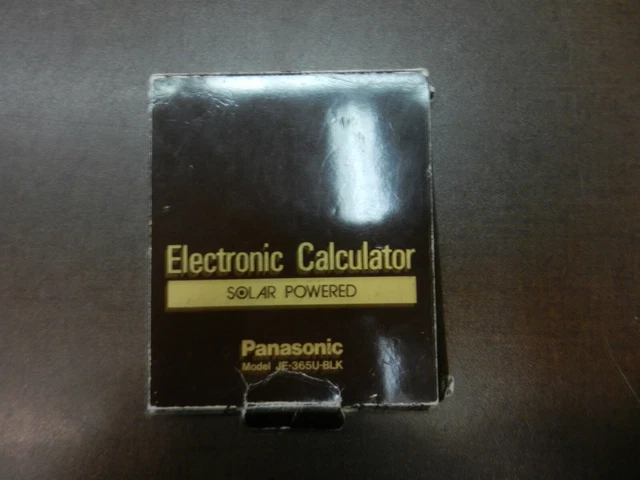 Electronic Calculator
SOLAR POWERED
Panasonic
Model JE-365U-BLK